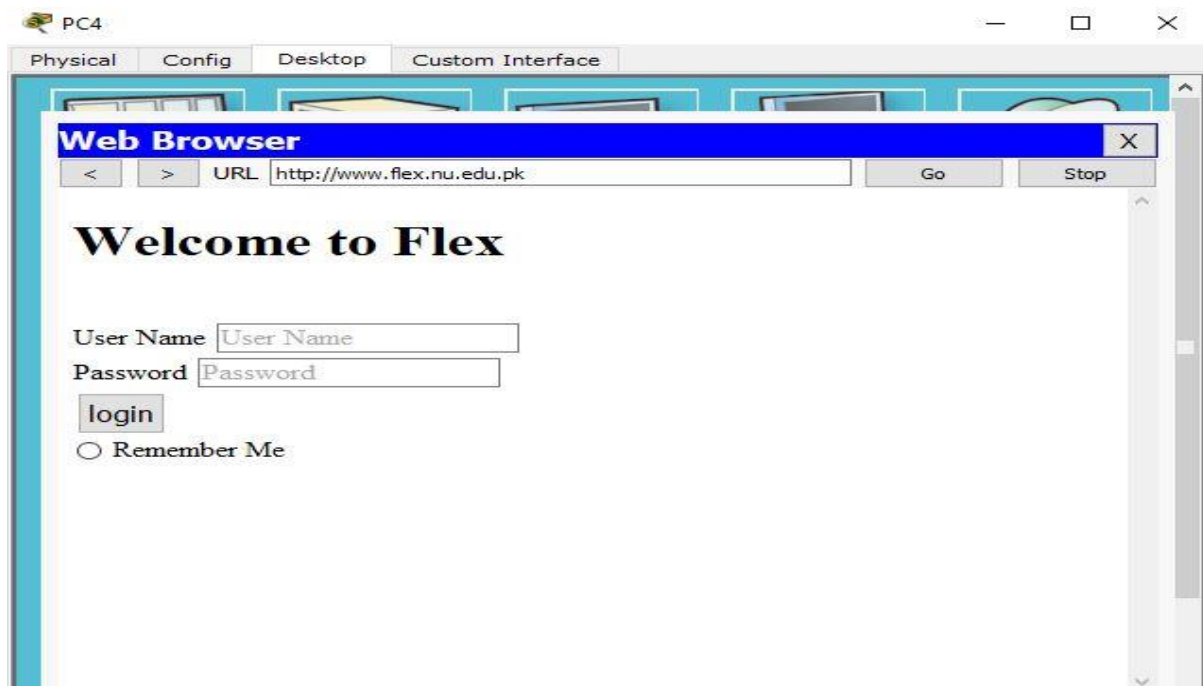 PC4
Physical Config Desktop Custom Interface
Web Browser X
< > URL http://www.flex.nu.edu.pk Go Stop
Welcome to Flex
User Name User Name
Password Password
login
Remember Me